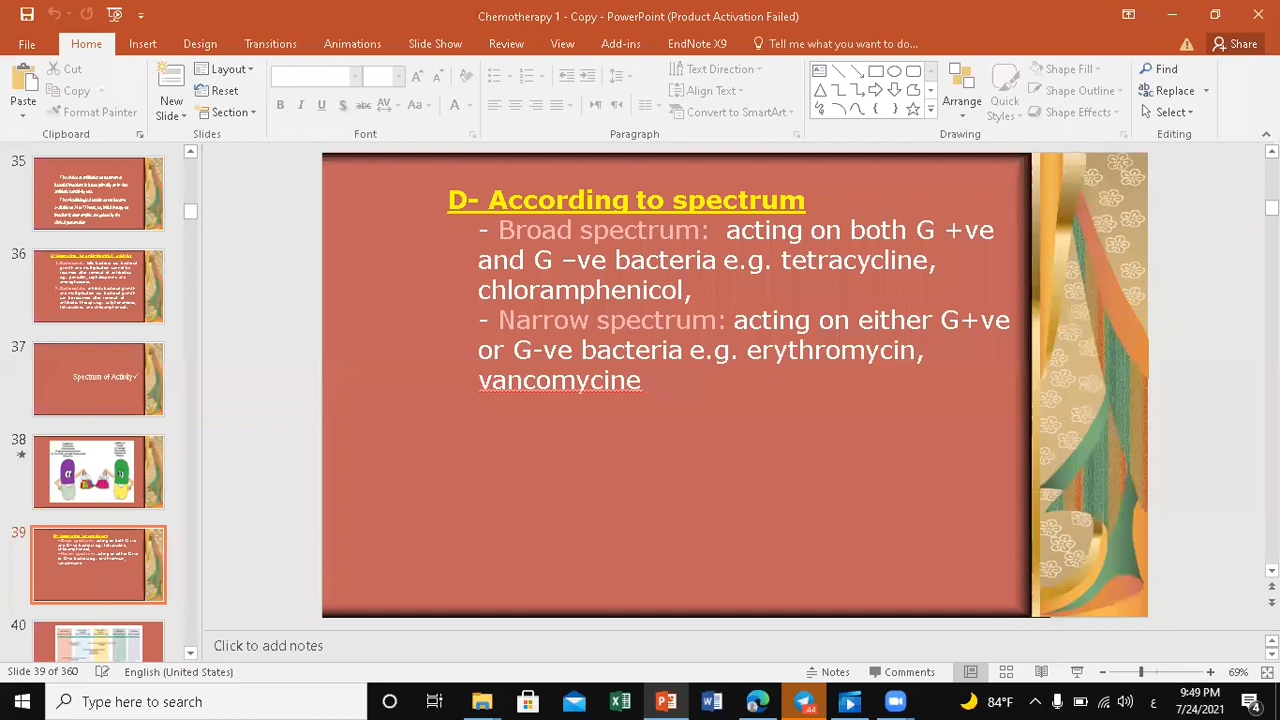 Chemotherapy 1 - Copy - PowerPoint (Product Activation Failed)
File Home Insert Design Transitions Animations Slide Show Review View Add-ins EndNote X9 Tell me what you want to do... Share
Paste Cut Copy Format Painter
New Slide Layout Reset Section
B I U S abc AV Aa A
Text Direction Align Text Convert to SmartArt
Arrange Quick Styles Shape Fill Shape Outline Shape Effects
Find Replace Select
Clipboard Slides Font Paragraph Drawing Editing
35
36
37
Spectrum of Activity
38
39
40
D- According to spectrum
- Broad spectrum: acting on both G +ve
and G –ve bacteria e.g. tetracycline,
chloramphenicol,
- Narrow spectrum: acting on either G+ve
or G-ve bacteria e.g. erythromycin,
vancomycine
Click to add notes
Slide 39 of 360 English (United States) Notes Comments 69%
Type here to search
44
84°F
ع
9:49 PM
7/24/2021
4